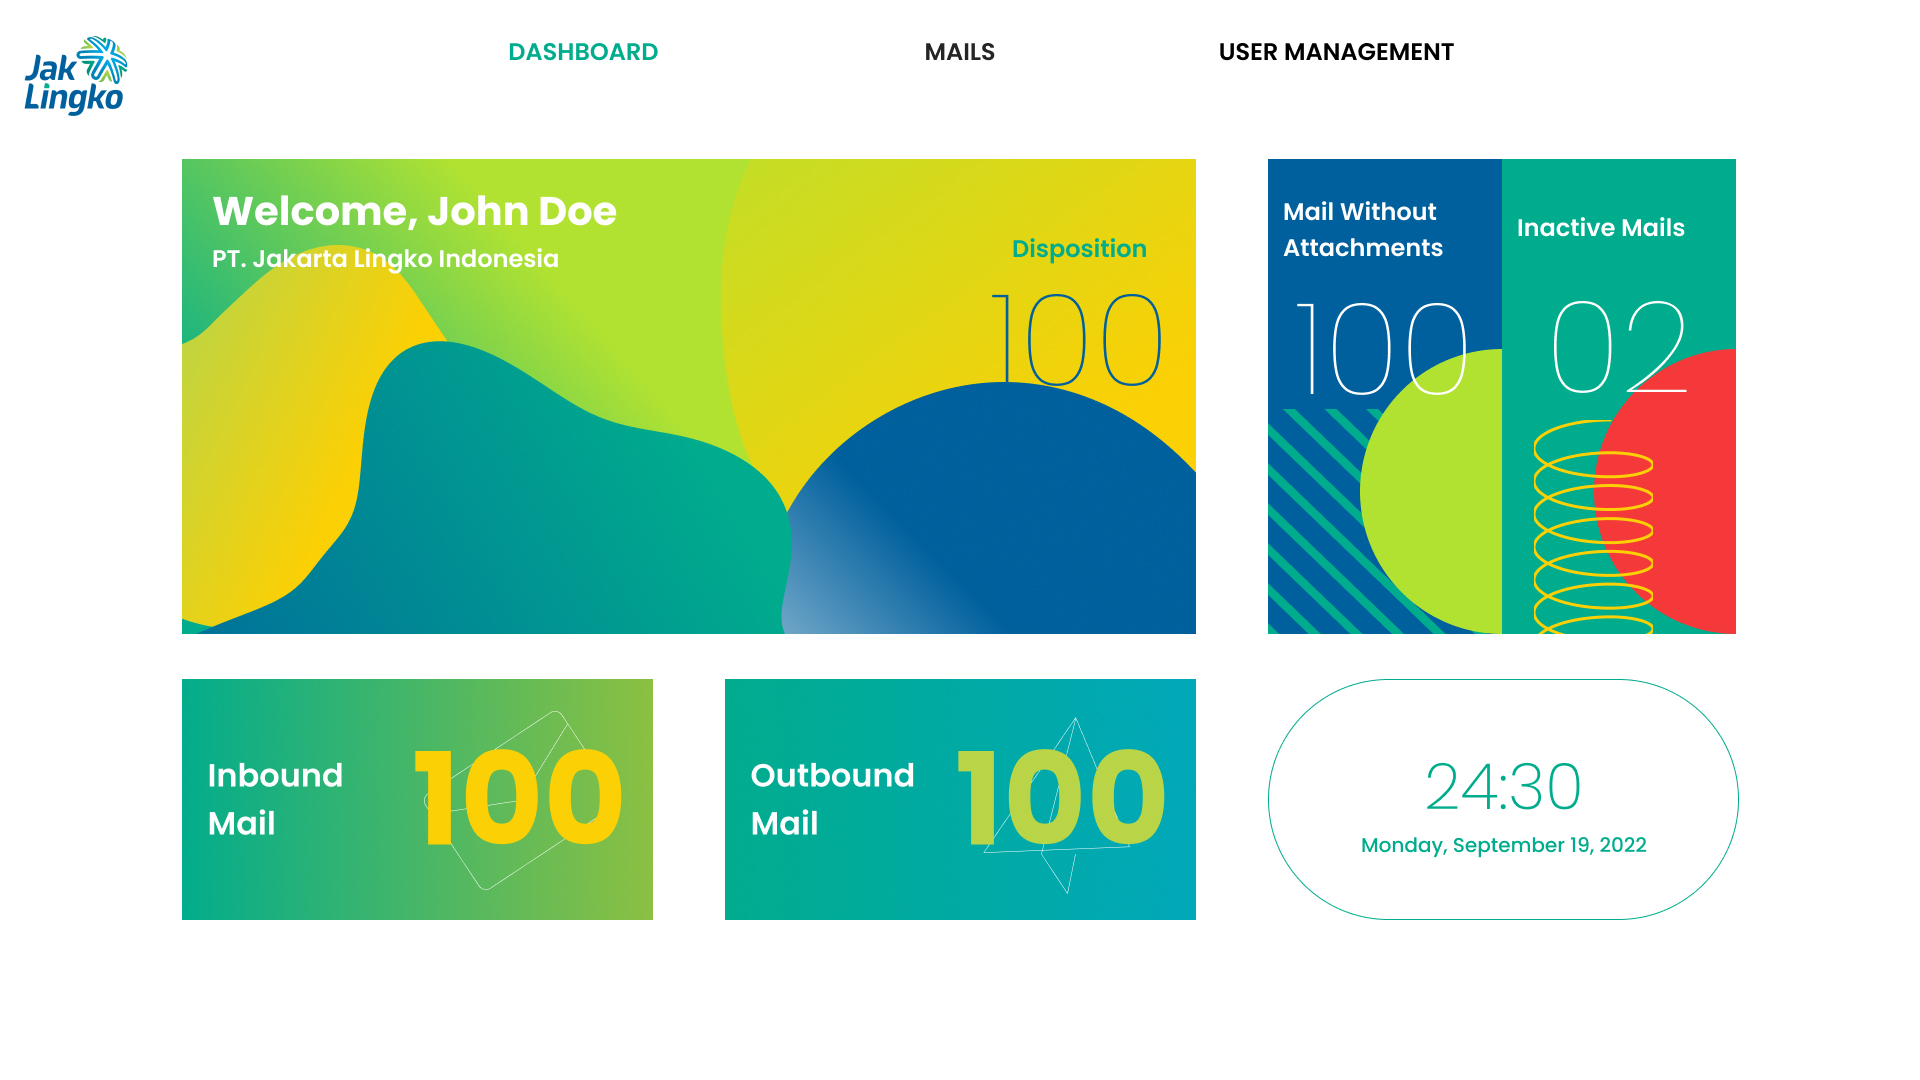 Jak
Lingko
DASHBOARD
MAILS
USER MANAGEMENT
Welcome, John Doe
PT. Jakarta Lingko Indonesia
Disposition
100
Mail Without
Attachments
100
Inactive Mails
02
Inbound
Mail
100
Outbound
Mail
100
24:30
Monday, September 19, 2022